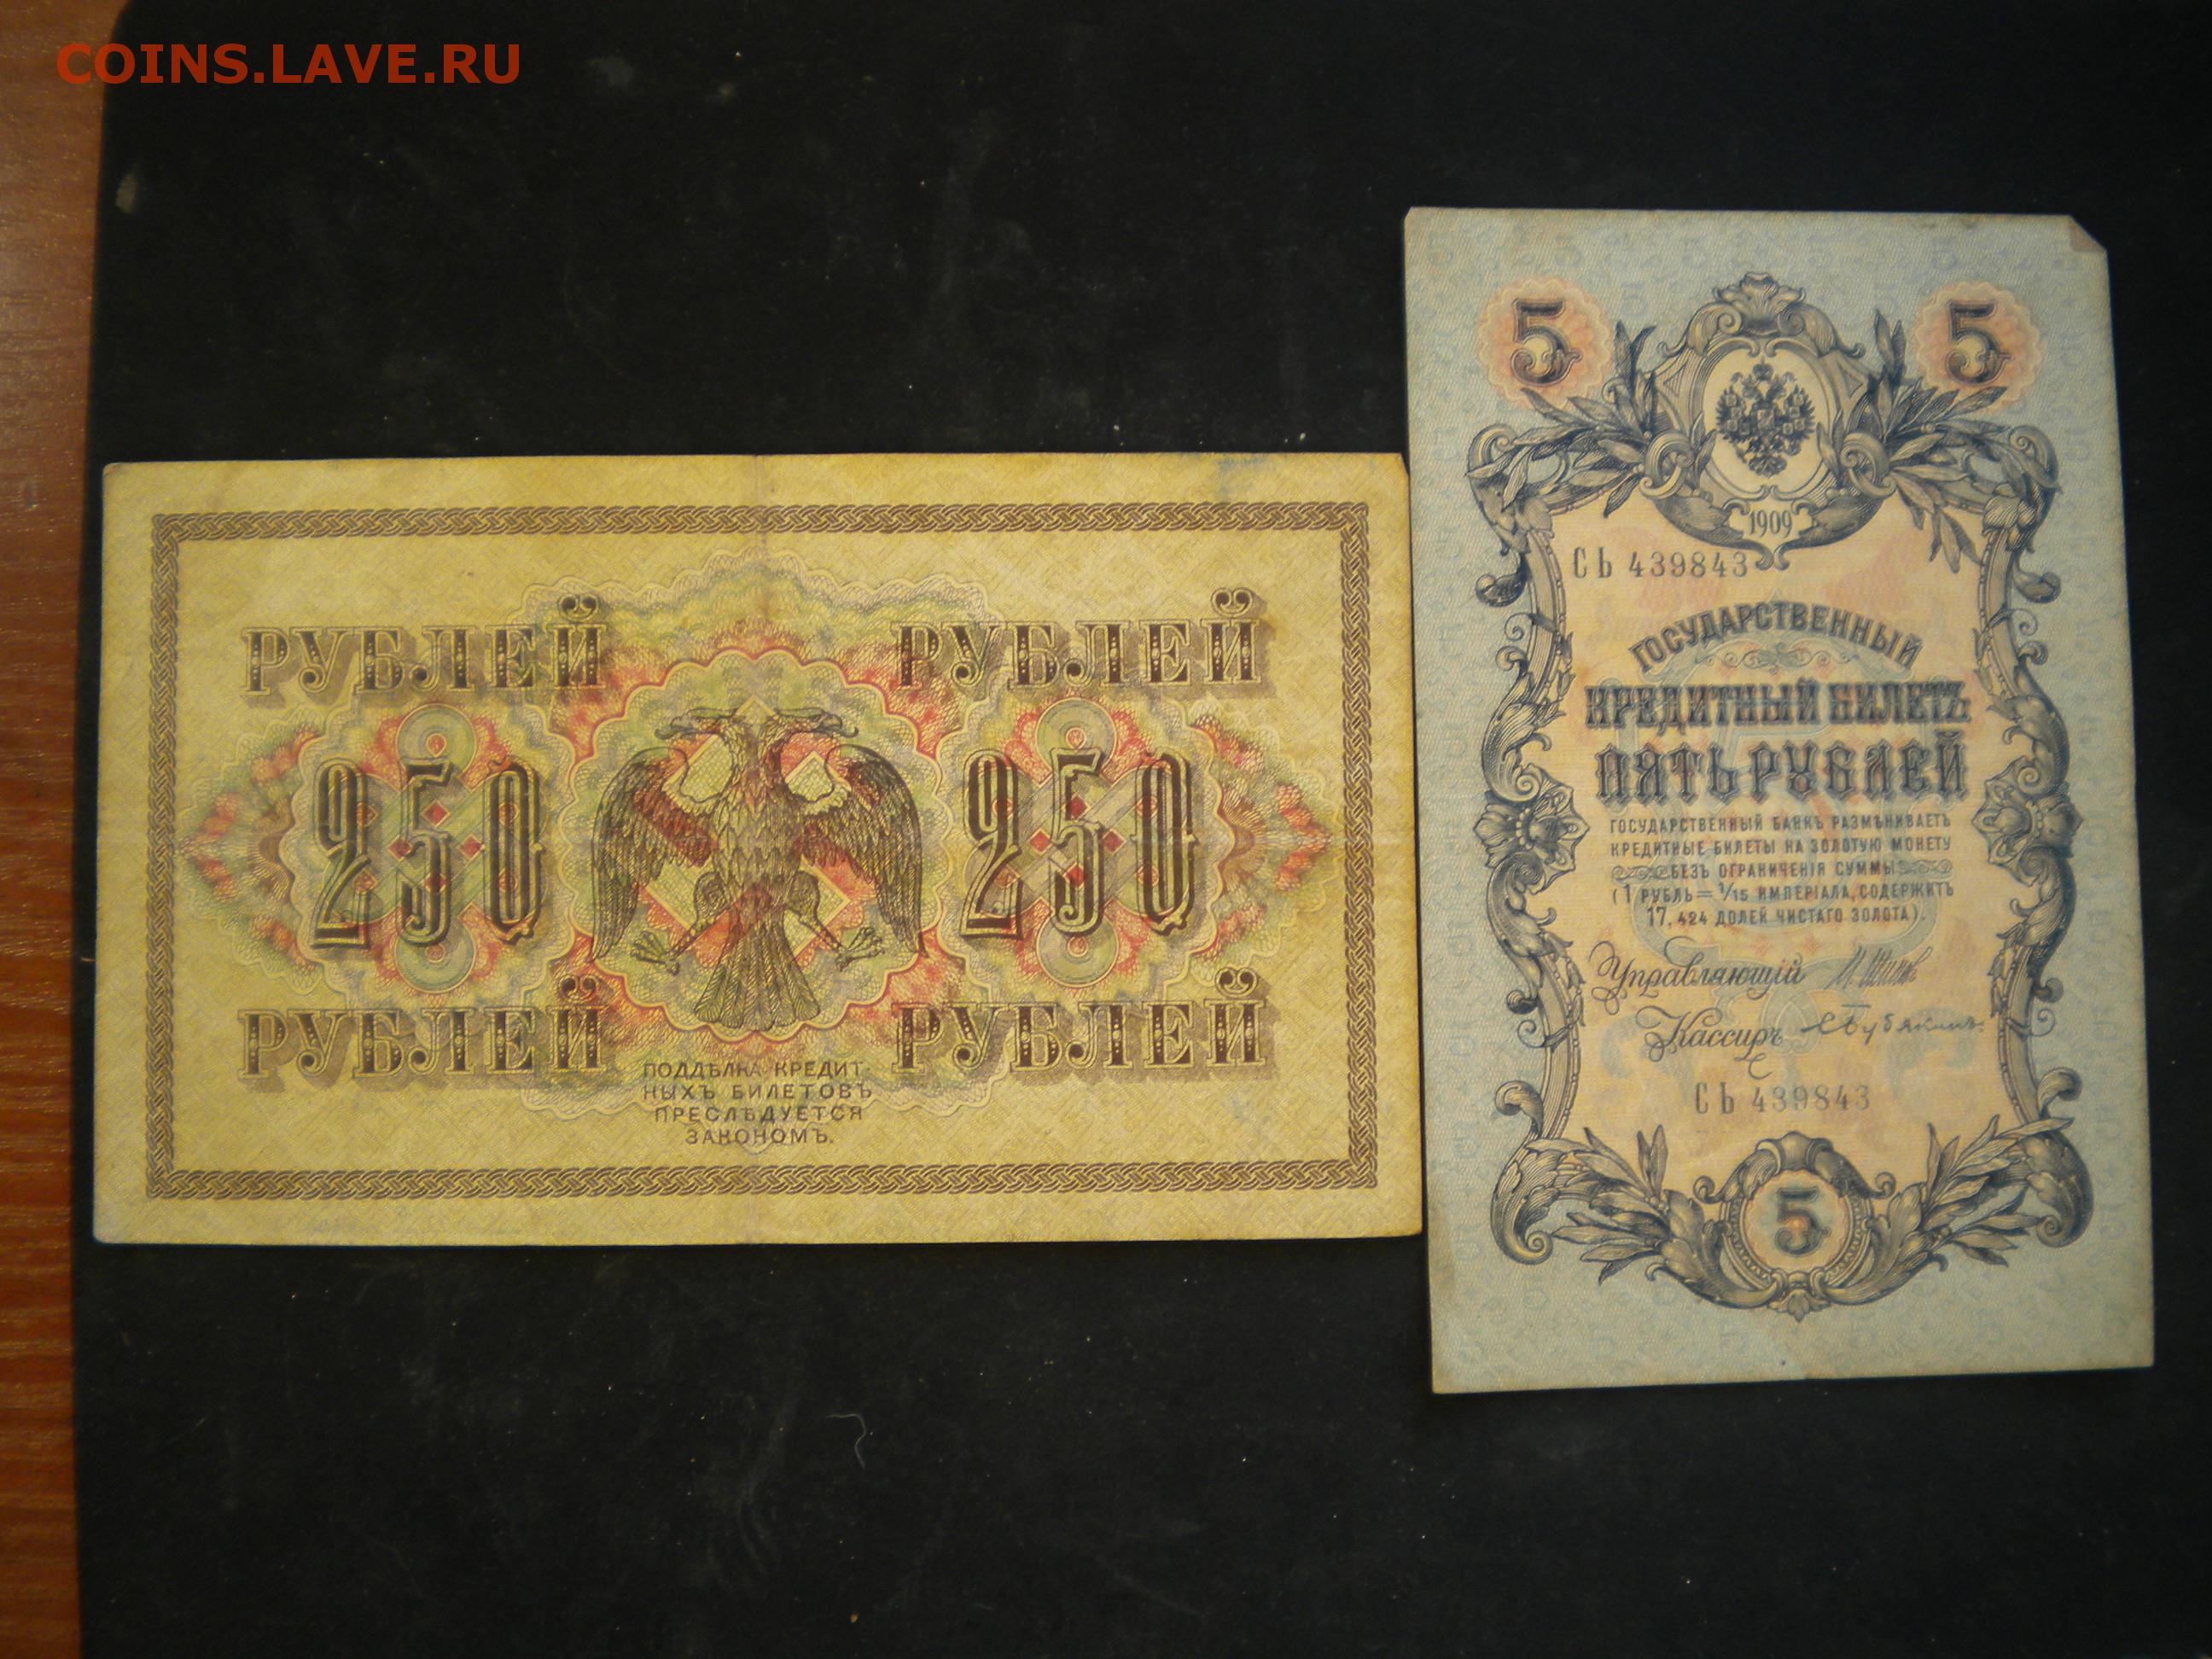 COINS.LAVE.RU
РУБЛЕЙ РУБЛЕЙ
250 250
РУБЛЕЙ РУБЛЕЙ
ПОДДѢЛКА КРЕДИТ-
НЫХЪ БИЛЕТОВЪ
ПРЕСЛѢДУЕТСЯ
ЗАКОНОМЪ.
5 5
1909
СЬ 439843
ГОСУДАРСТВЕННЫЙ
КРЕДИТНЫЙ БИЛЕТЪ
ПЯТЬ РУБЛЕЙ
ГОСУДАРСТВЕННЫЙ БАНКЪ РАЗМѢНИВАЕТЪ
КРЕДИТНЫЕ БИЛЕТЫ НА ЗОЛОТУЮ МОНЕТУ
БЕЗЪ ОГРАНИЧЕНІЯ СУММЫ
(1 РУБЛЬ = 1/15 ИМПЕРІАЛА, СОДЕРЖИТЪ
17,424 ДОЛЕЙ ЧИСТАГО ЗОЛОТА).
Управляющій И. Шипов
Кассиръ
СЬ 439843
5